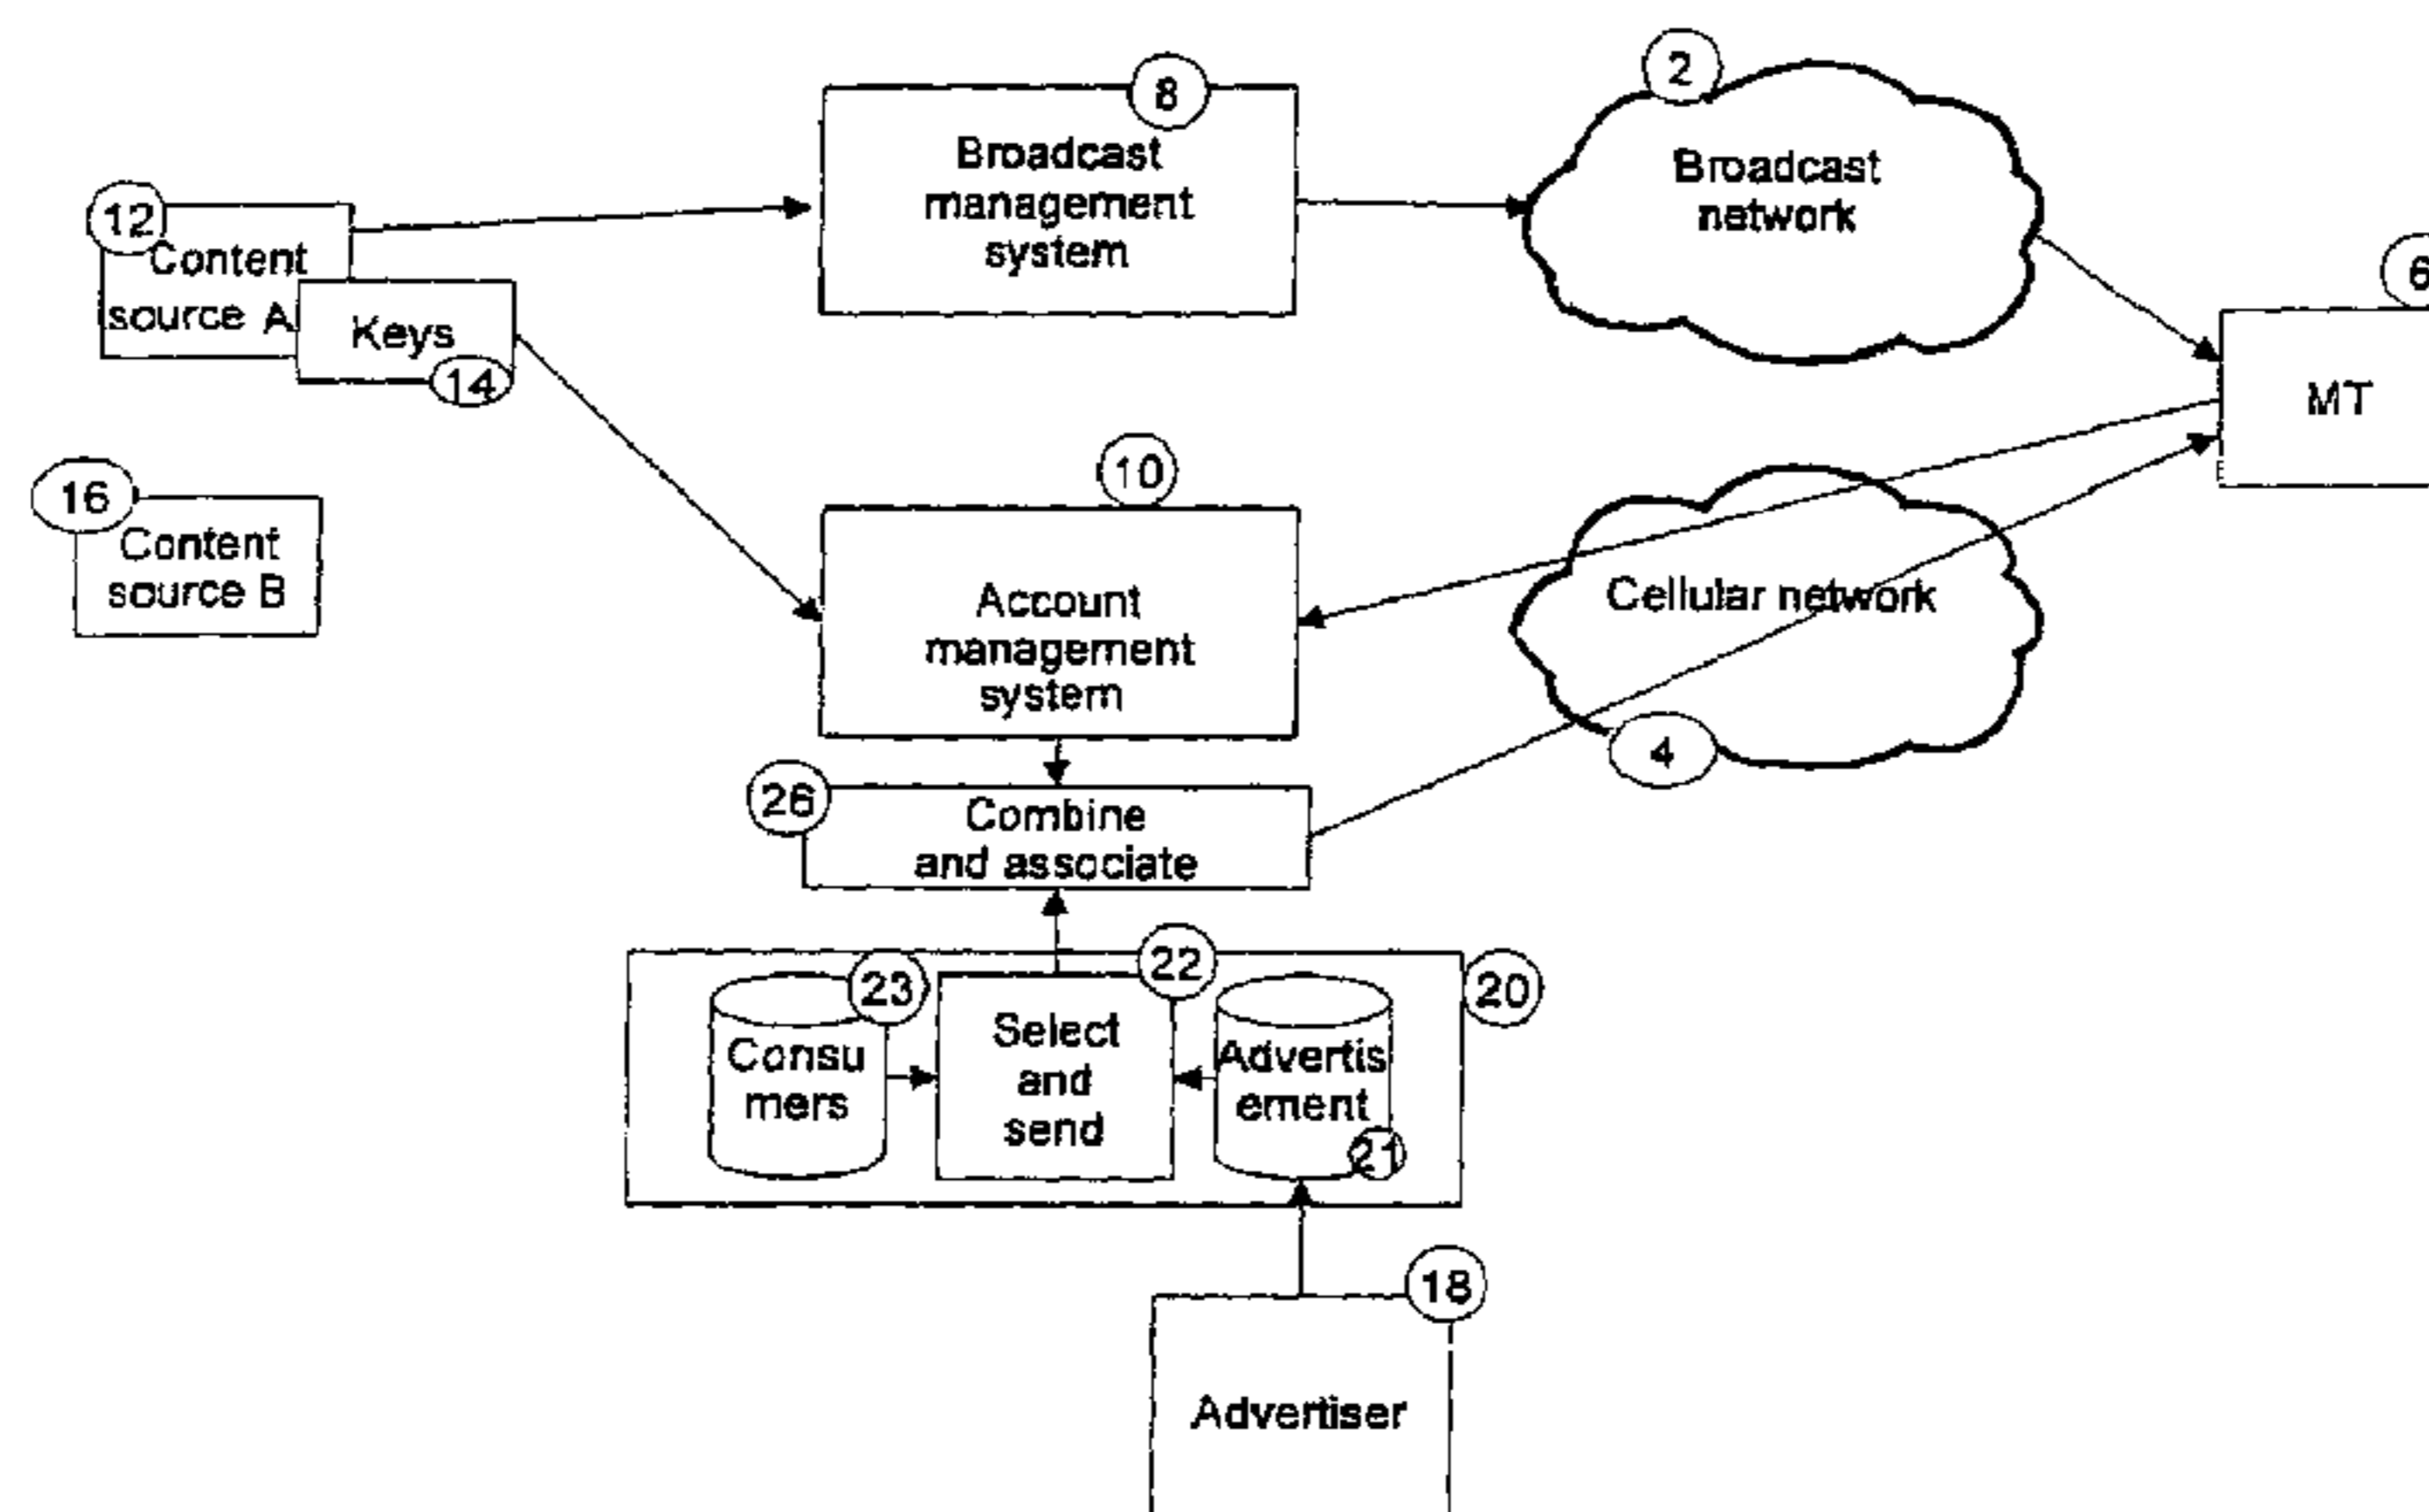 8
2
Broadcast
management
system
Broadcast
network
12
Content
source A
Keys
14
6
MT
16
Content
source B
10
Account
management
system
Cellular network
4
26
Combine
and associate
23
22
20
Consu
mers
Select
and
send
Advertis
ement
21
18
Advertiser